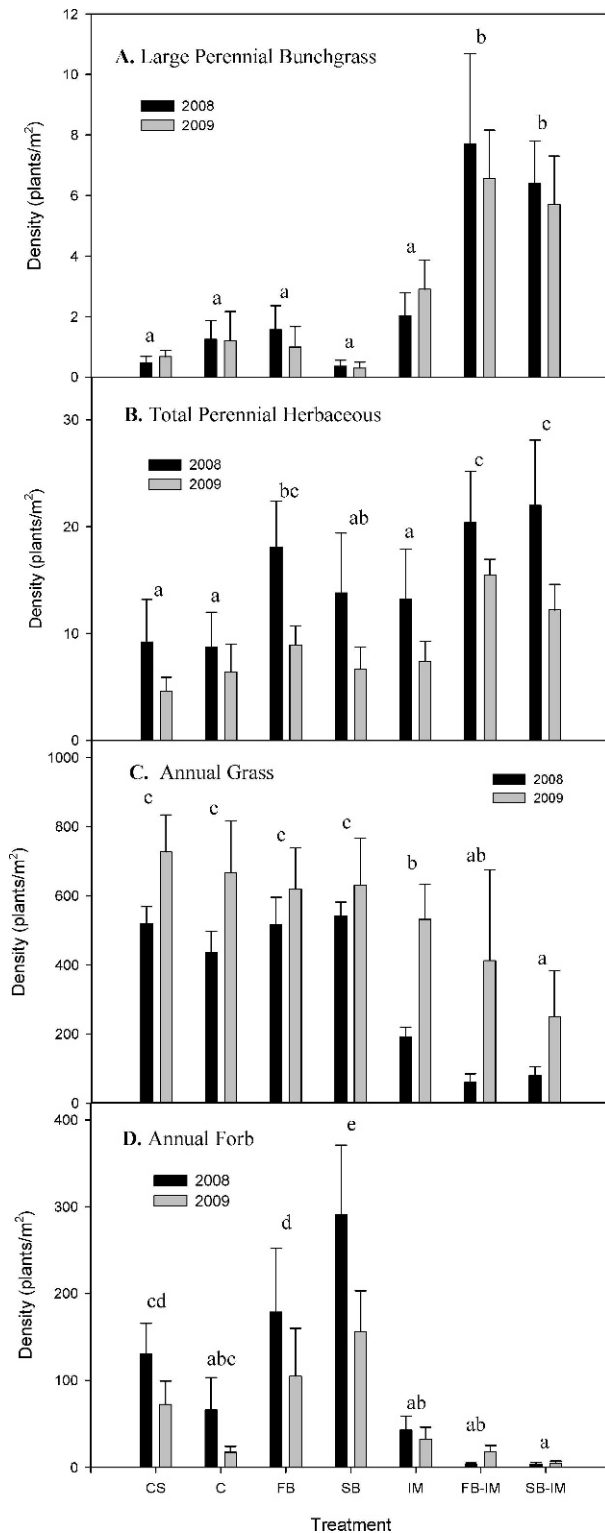 A. Large Perennial Bunchgrass
2008
2009
Density (plants/m²)
12
10
8
6
4
2
0
a
a
a
a
a
b
b
B. Total Perennial Herbaceous
2008
2009
Density (plants/m²)
30
20
10
0
a
a
bc
ab
a
c
c
C. Annual Grass
2008
2009
Density (plants/m²)
1000
800
600
400
200
0
c
c
c
c
b
ab
a
D. Annual Forb
2008
2009
Density (plants/m²)
400
300
200
100
0
cd
abc
d
e
ab
ab
a
CS C FB SB IM FB-IM SB-IM
Treatment